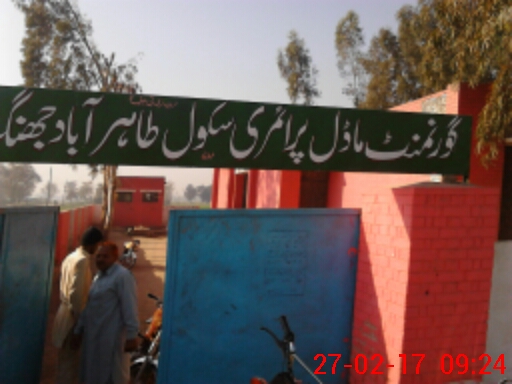 گورنمنٹ ماڈل پرائمری سکول طاہر آباد جھنگ
27-02-17 09:24